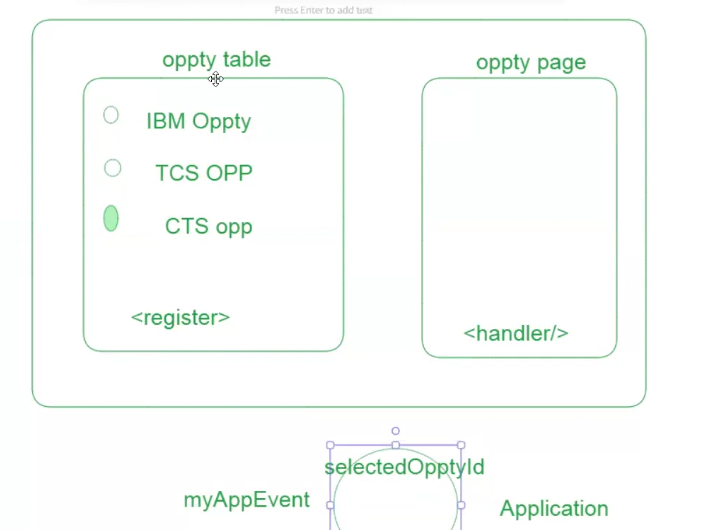 Press Enter to add text
oppty table
oppty page
IBM Oppty
TCS OPP
CTS opp
<register>
<handler/>
selectedOpptyId
myAppEvent
Application